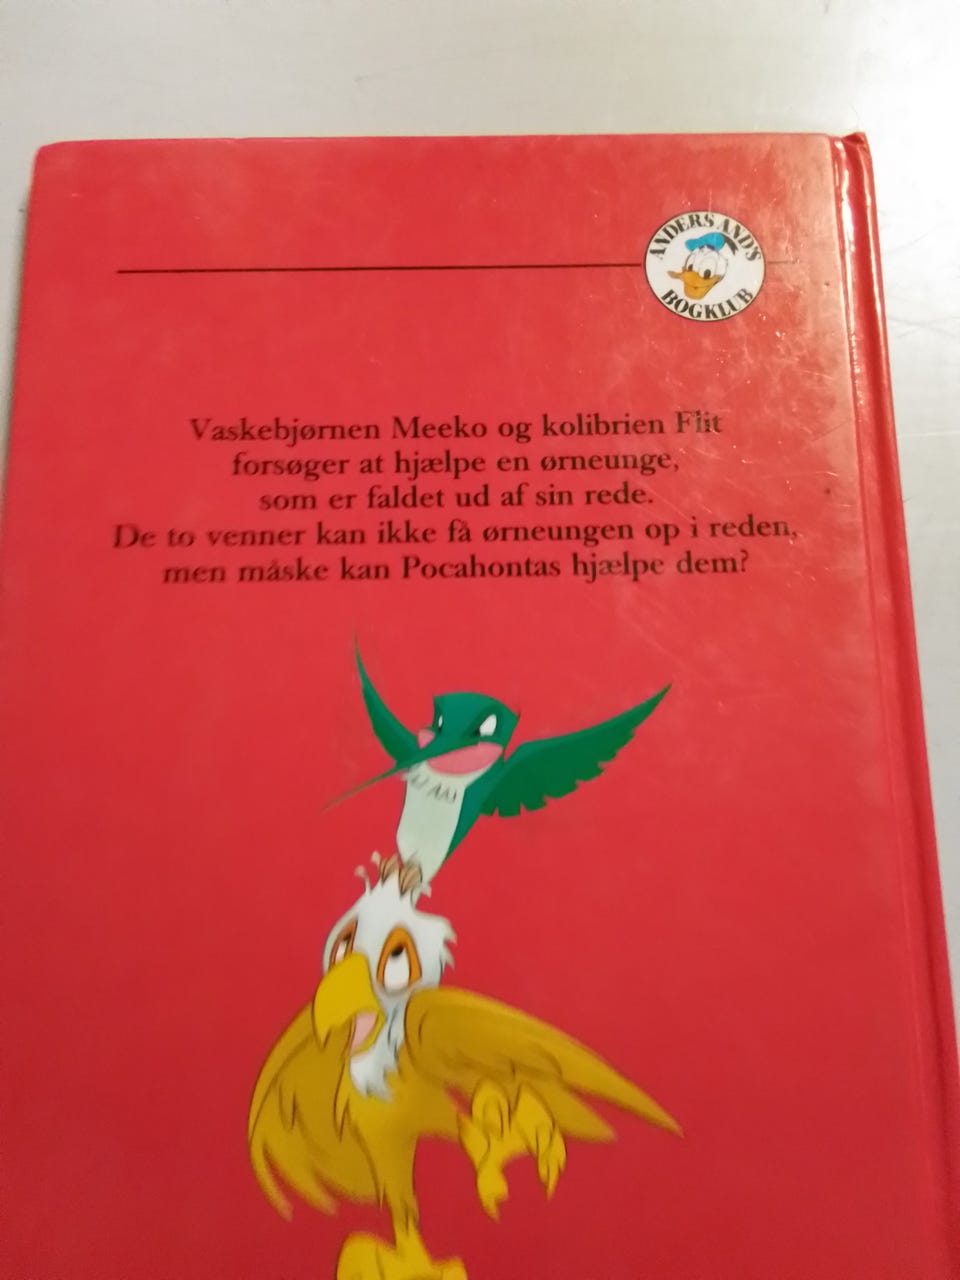 ANDERS AND'S
BOGKLUB
Vaskebjørnen Meeko og kolibrien Flit
forsøger at hjælpe en ørneunge,
som er faldet ud af sin rede.
De to venner kan ikke få ørneungen op i reden,
men måske kan Pocahontas hjælpe dem?